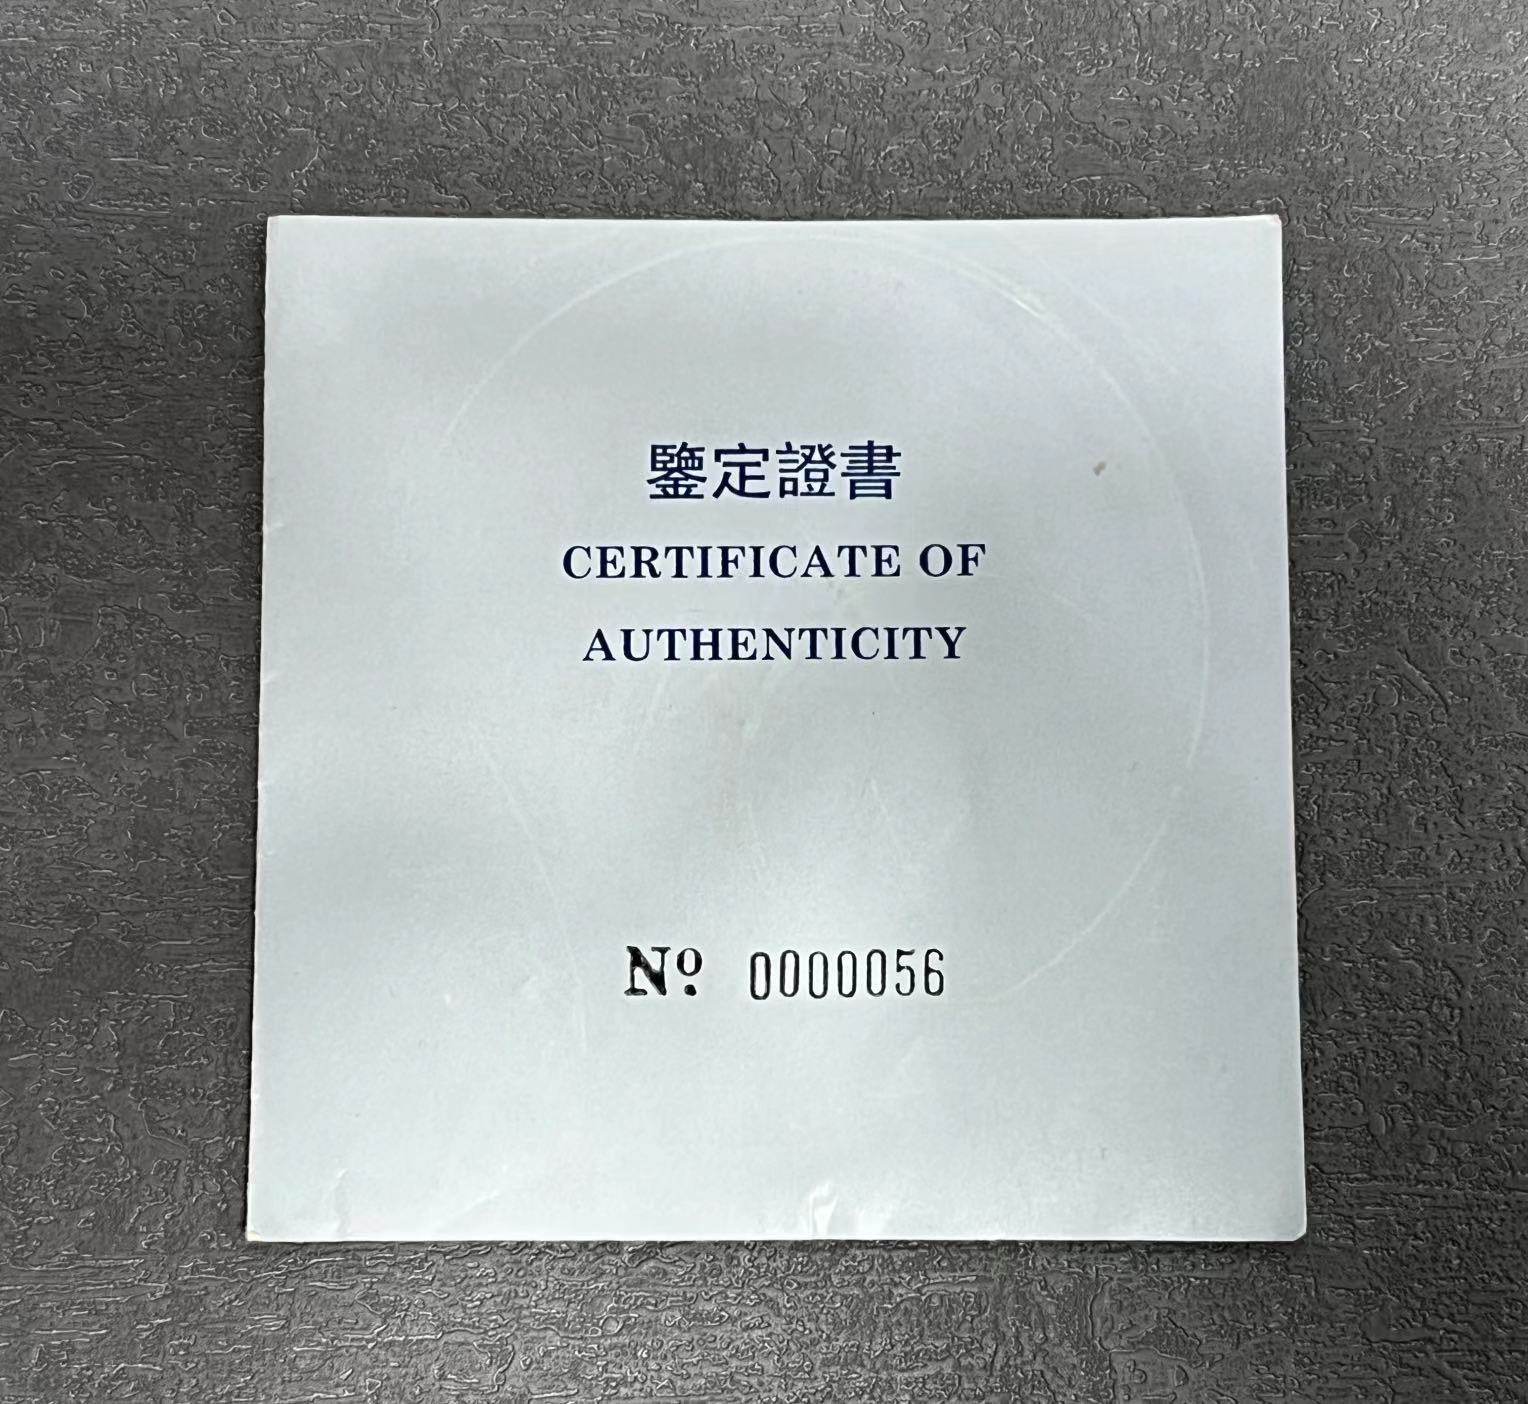 鑒定證書
CERTIFICATE OF
AUTHENTICITY
Nº 0000056